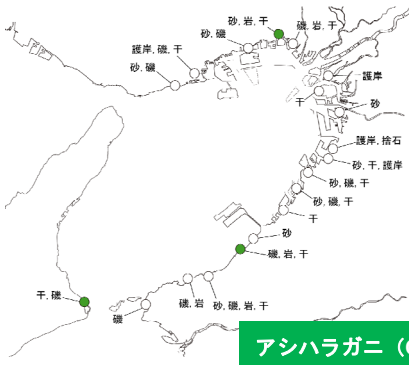 砂, 岩, 干
磯, 岩, 干
砂, 磯
護岸, 磯, 干
砂, 磯
護岸
干
砂
護岸, 捨石
砂, 干, 護岸
砂, 磯, 干
砂, 磯, 干
干
砂
磯, 岩, 干
砂, 磯, 岩, 干
磯, 岩
干, 磯
磯
アシハラガニ（